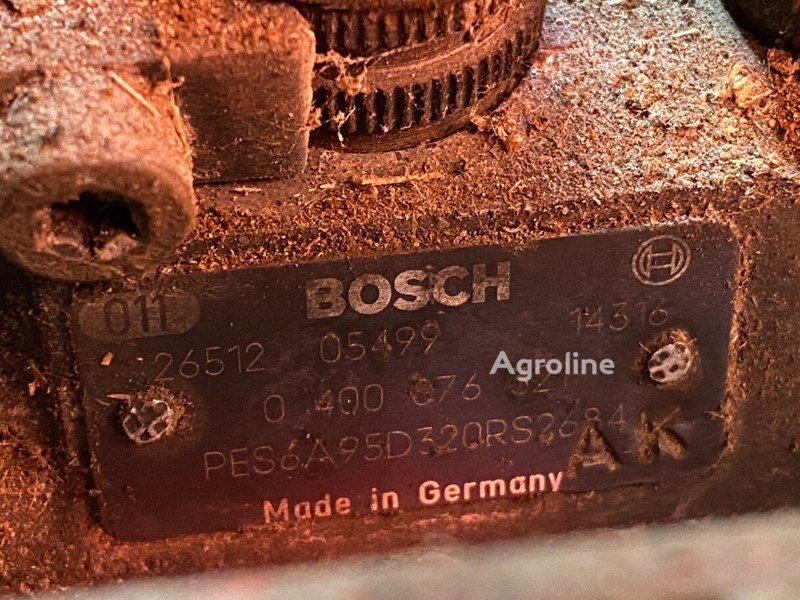 BOSCH
011
26512 05499 14316
0 400
PES6A95D320RS2684
AK
Made in Germany
Agroline